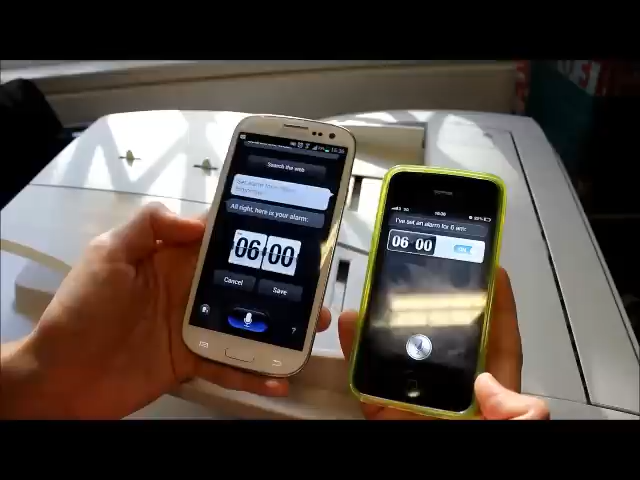 Search the web
All right, here is your alarm:
06:00
Cancel
Save
?
I've set an alarm for 6 am:
06 00
ON